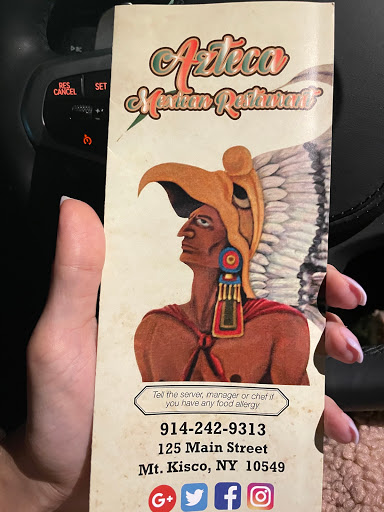 RES
CANCEL
SET
Azteca
Mexican Restaurant
Tell the server, manager or chef if
you have any food allergy
914-242-9313
125 Main Street
Mt. Kisco, NY 10549
G+